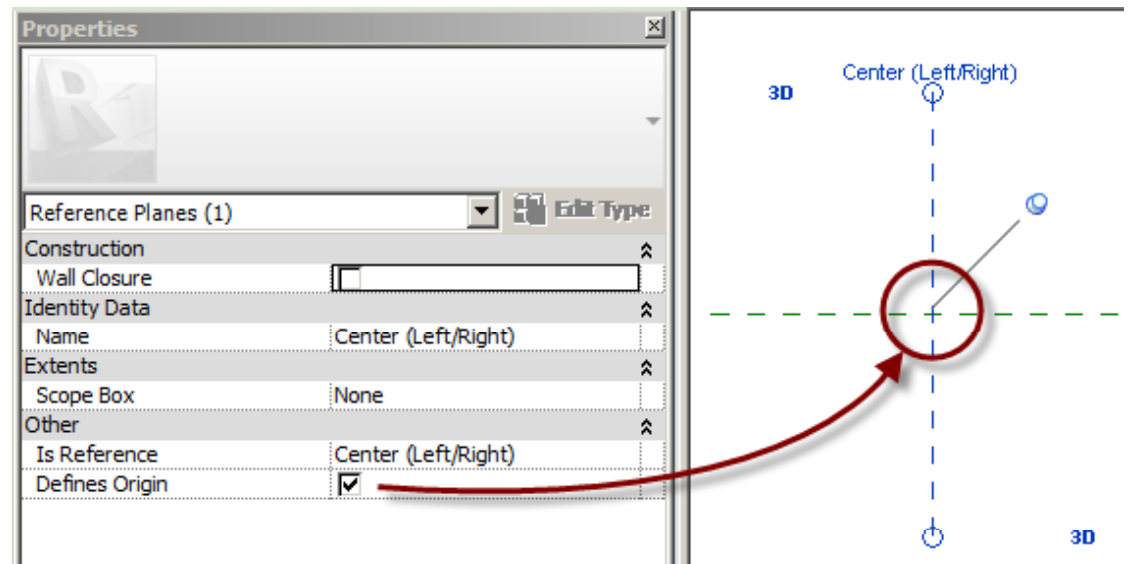 Properties
Reference Planes (1)
Edit Type
Construction
Wall Closure
Identity Data
Name Center (Left/Right)
Extents
Scope Box None
Other
Is Reference Center (Left/Right)
Defines Origin
Center (Left/Right)
3D
3D